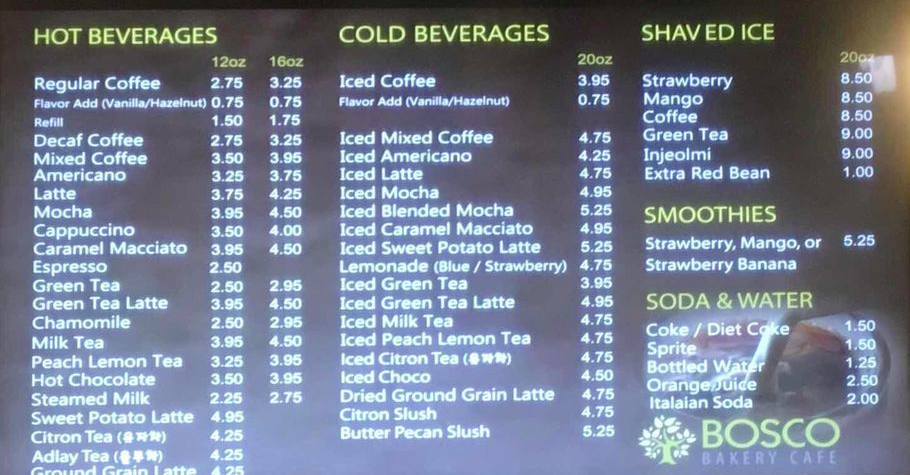 HOT BEVERAGES
12oz 16oz
Regular Coffee 2.75 3.25
Flavor Add (Vanilla/Hazelnut) 0.75 0.75
Refill 1.50 1.75
Decaf Coffee 2.75 3.25
Mixed Coffee 3.50 3.95
Americano 3.25 3.75
Latte 3.75 4.25
Mocha 3.95 4.50
Cappuccino 3.50 4.00
Caramel Macciato 3.95 4.50
Espresso 2.50
Green Tea 2.50 2.95
Green Tea Latte 3.95 4.50
Chamomile 2.50 2.95
Milk Tea 3.95 4.50
Peach Lemon Tea 3.25 3.95
Hot Chocolate 3.50 3.95
Steamed Milk 2.25 2.75
Sweet Potato Latte 4.95
Citron Tea 4.25
Adlay Tea 4.25
Ground Grain Latte 4.25
COLD BEVERAGES
20oz
Iced Coffee 3.95
Flavor Add (Vanilla/Hazelnut) 0.75
Iced Mixed Coffee 4.75
Iced Americano 4.25
Iced Latte 4.75
Iced Mocha 4.95
Iced Blended Mocha 5.25
Iced Caramel Macciato 4.95
Iced Sweet Potato Latte 5.25
Lemonade (Blue / Strawberry) 4.75
Iced Green Tea 3.95
Iced Green Tea Latte 4.95
Iced Milk Tea 4.75
Iced Peach Lemon Tea 4.75
Iced Citron Tea 4.75
Iced Choco 4.50
Dried Ground Grain Latte 4.75
Citron Slush 4.75
Butter Pecan Slush 5.25
SHAVED ICE
20oz
Strawberry 8.50
Mango 8.50
Coffee 8.50
Green Tea 9.00
Injeolmi 9.00
Extra Red Bean 1.00
SMOOTHIES
Strawberry, Mango, or 5.25
Strawberry Banana
SODA & WATER
Coke / Diet Coke 1.50
Sprite 1.50
Bottled Water 1.25
Orange Juice 2.50
Italaian Soda 2.00
BOSCO
BAKERY CAFE